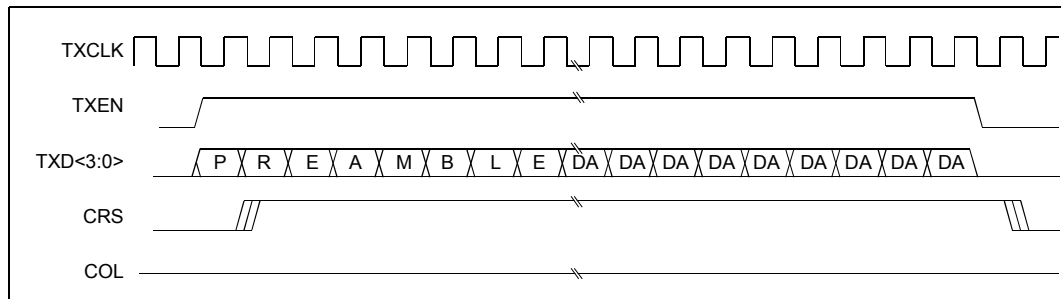 TXCLK
TXEN
TXD<3:0> P R E A M B L E DA DA DA DA DA DA DA DA DA
CRS
COL